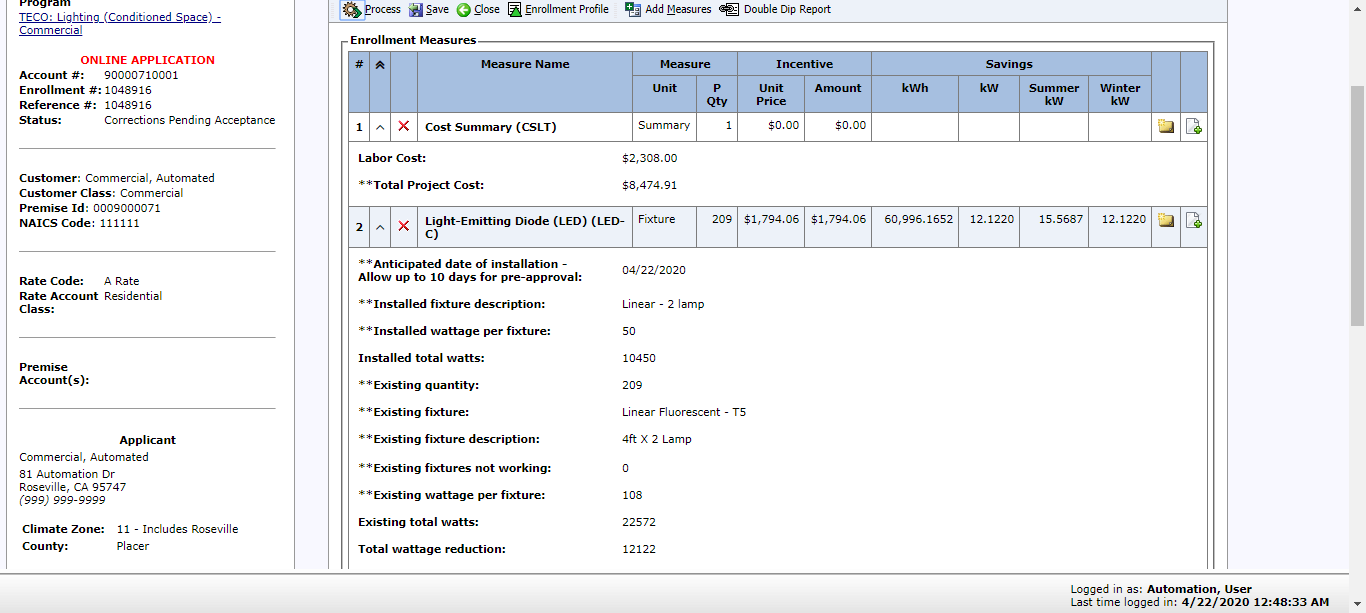 Program
TECO: Lighting (Conditioned Space) -
Commercial
ONLINE APPLICATION
Account #: 90000710001
Enrollment #: 1048916
Reference #: 1048916
Status: Corrections Pending Acceptance
Customer: Commercial, Automated
Customer Class: Commercial
Premise Id: 0009000071
NAICS Code: 111111
Rate Code: A Rate
Rate Account Residential
Class:
Premise
Account(s):
Applicant
Commercial, Automated
81 Automation Dr
Roseville, CA 95747
(999) 999-9999
Climate Zone: 11 - Includes Roseville
County: Placer
Process Save Close Enrollment Profile Add Measures Double Dip Report
Enrollment Measures
# Measure Name Measure Incentive Savings
Unit P Qty Unit Price Amount kWh kW Summer kW Winter kW
1 Cost Summary (CSLT) Summary 1 $0.00 $0.00
Labor Cost: $2,308.00
**Total Project Cost: $8,474.91
2 Light-Emitting Diode (LED) (LED-C) Fixture 209 $1,794.06 $1,794.06 60,996.1652 12.1220 15.5687 12.1220
**Anticipated date of installation -
Allow up to 10 days for pre-approval: 04/22/2020
**Installed fixture description: Linear - 2 lamp
**Installed wattage per fixture: 50
Installed total watts: 10450
**Existing quantity: 209
**Existing fixture: Linear Fluorescent - T5
**Existing fixture description: 4ft X 2 Lamp
**Existing fixtures not working: 0
**Existing wattage per fixture: 108
Existing total watts: 22572
Total wattage reduction: 12122
Logged in as: Automation, User
Last time logged in: 4/22/2020 12:48:33 AM